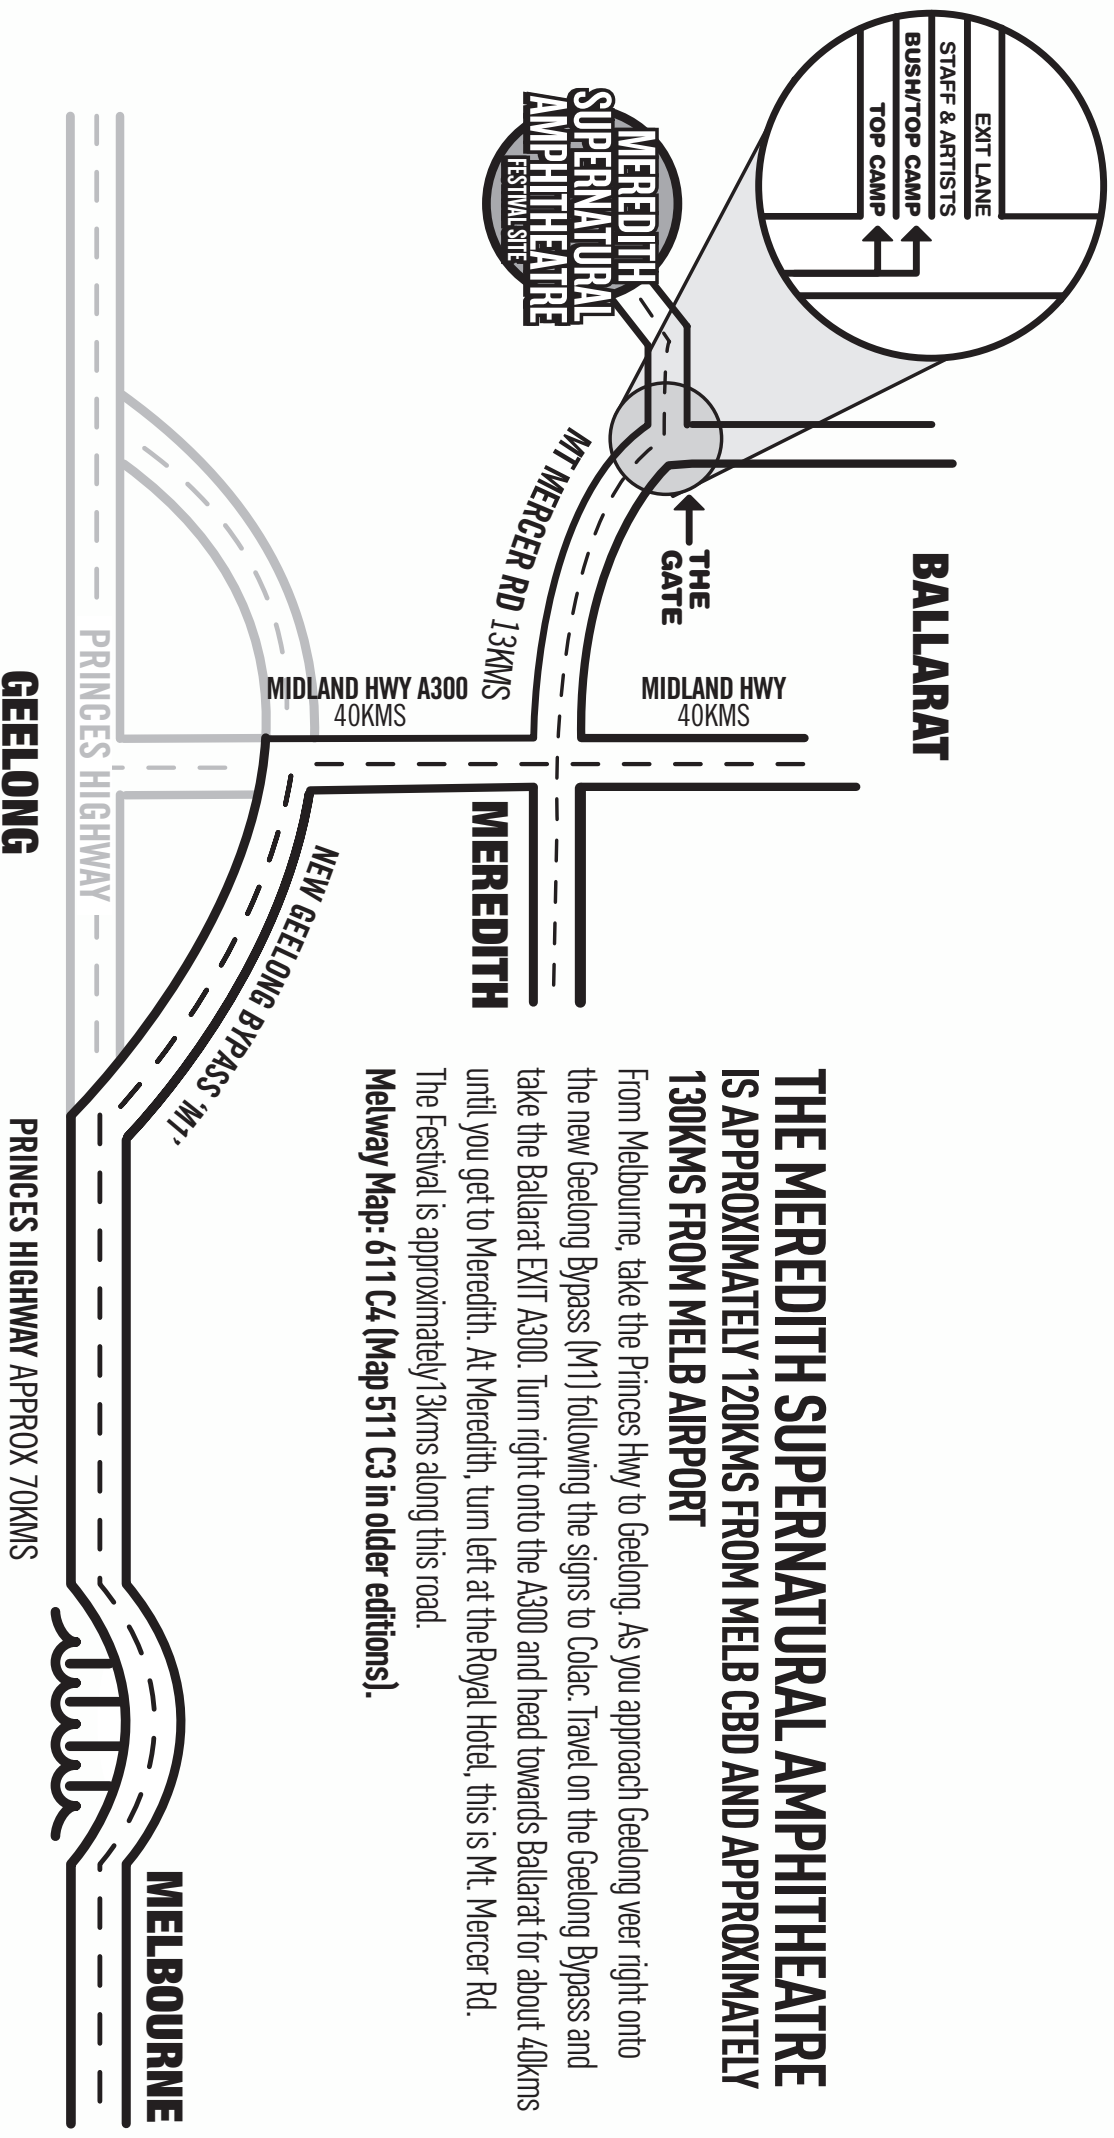 EXIT LANE
STAFF & ARTISTS
BUSH/TOP CAMP
TOP CAMP
BALLARAT
THE
GATE
MIDLAND HWY
40KMS
MEREDITH
SUPERNATURAL
AMPHITHEATRE
FESTIVAL SITE
MT MERCER RD 13KMS
MIDLAND HWY A300
40KMS
MEREDITH
THE MEREDITH SUPERNATURAL AMPHITHEATRE
IS APPROXIMATELY 120KMS FROM MELB CBD AND APPROXIMATELY
130KMS FROM MELB AIRPORT
From Melbourne, take the Princes Hwy to Geelong. As you approach Geelong veer right onto
the new Geelong Bypass (M1) following the signs to Colac. Travel on the Geelong Bypass and
take the Ballarat EXIT A300. Turn right onto the A300 and head towards Ballarat for about 40kms
until you get to Meredith. At Meredith, turn left at the Royal Hotel, this is Mt. Mercer Rd.
The Festival is approximately13kms along this road.
Melway Map: 611 C4 (Map 511 C3 in older editions).
NEW GEELONG BYPASS ‘M1’
PRINCES HIGHWAY
GEELONG
PRINCES HIGHWAY APPROX 70KMS
MELBOURNE